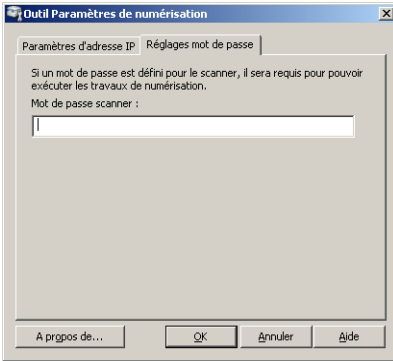 Outil Paramètres de numérisation
Paramètres d'adresse IP
Réglages mot de passe
Si un mot de passe est défini pour le scanner, il sera requis pour pouvoir
exécuter les travaux de numérisation.
Mot de passe scanner :
A propos de...
OK
Annuler
Aide